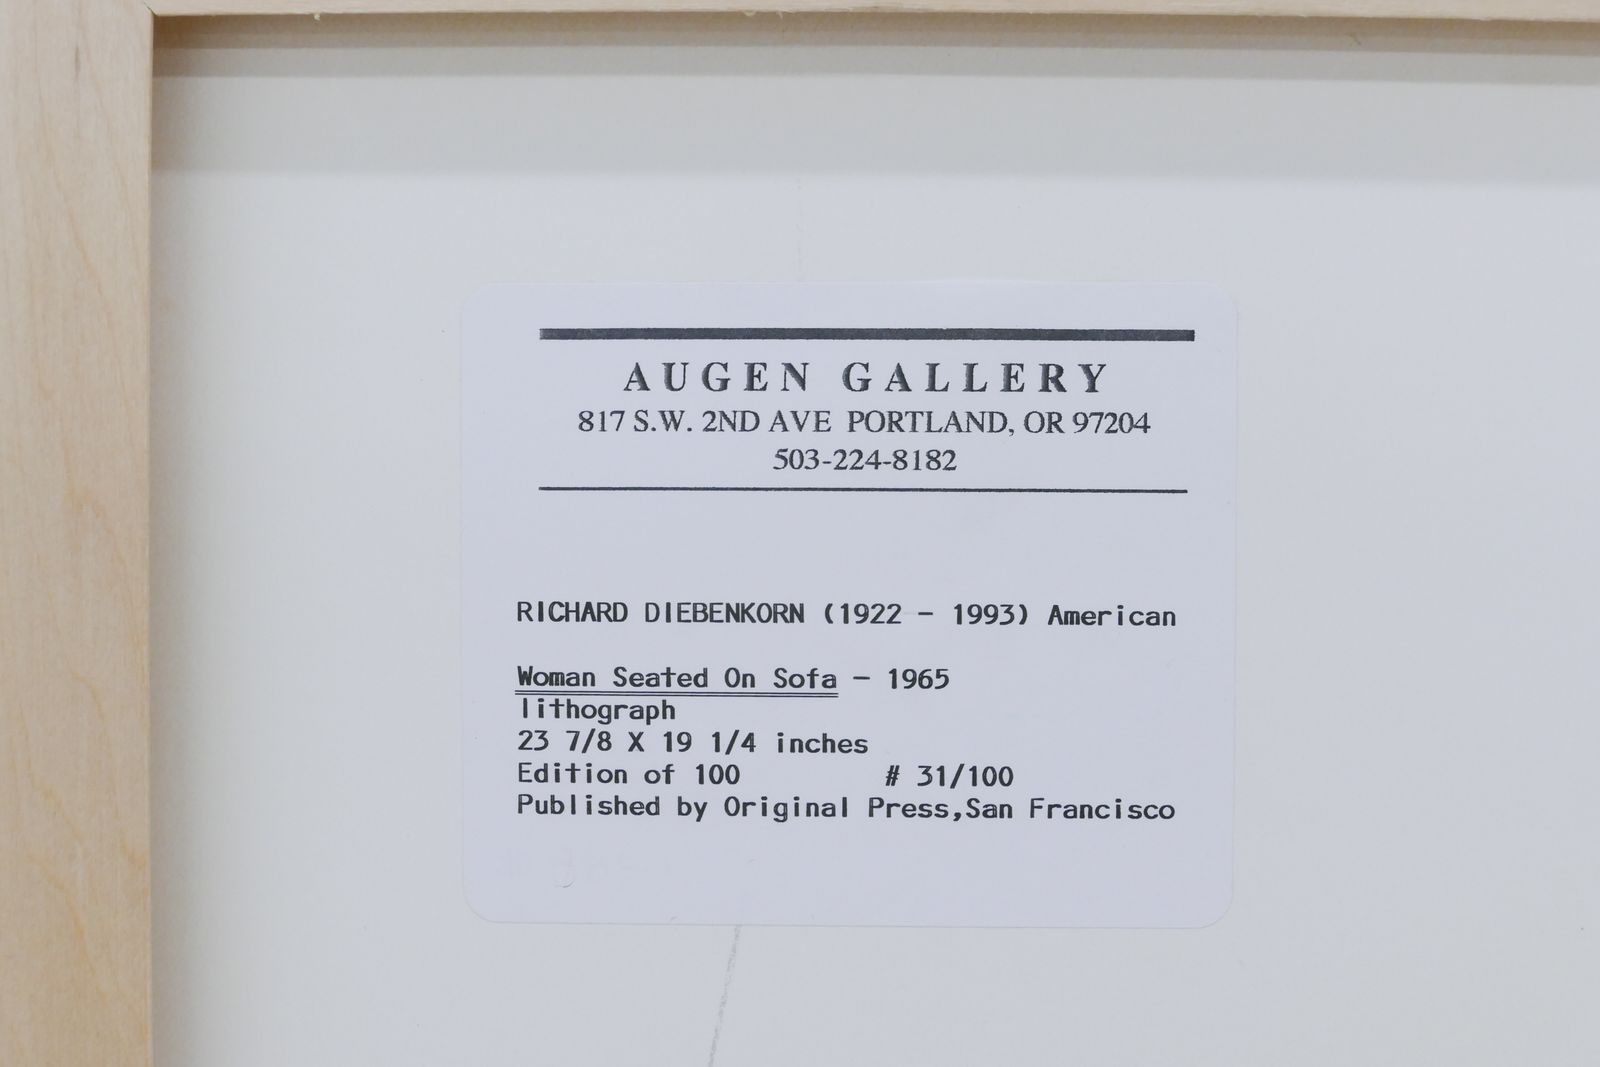 AUGEN GALLERY
817 S.W. 2ND AVE PORTLAND, OR 97204
503-224-8182
RICHARD DIEBENKORN (1922 - 1993) American
Woman Seated On Sofa - 1965
lithograph
23 7/8 X 19 1/4 inches
Edition of 100 # 31/100
Published by Original Press,San Francisco